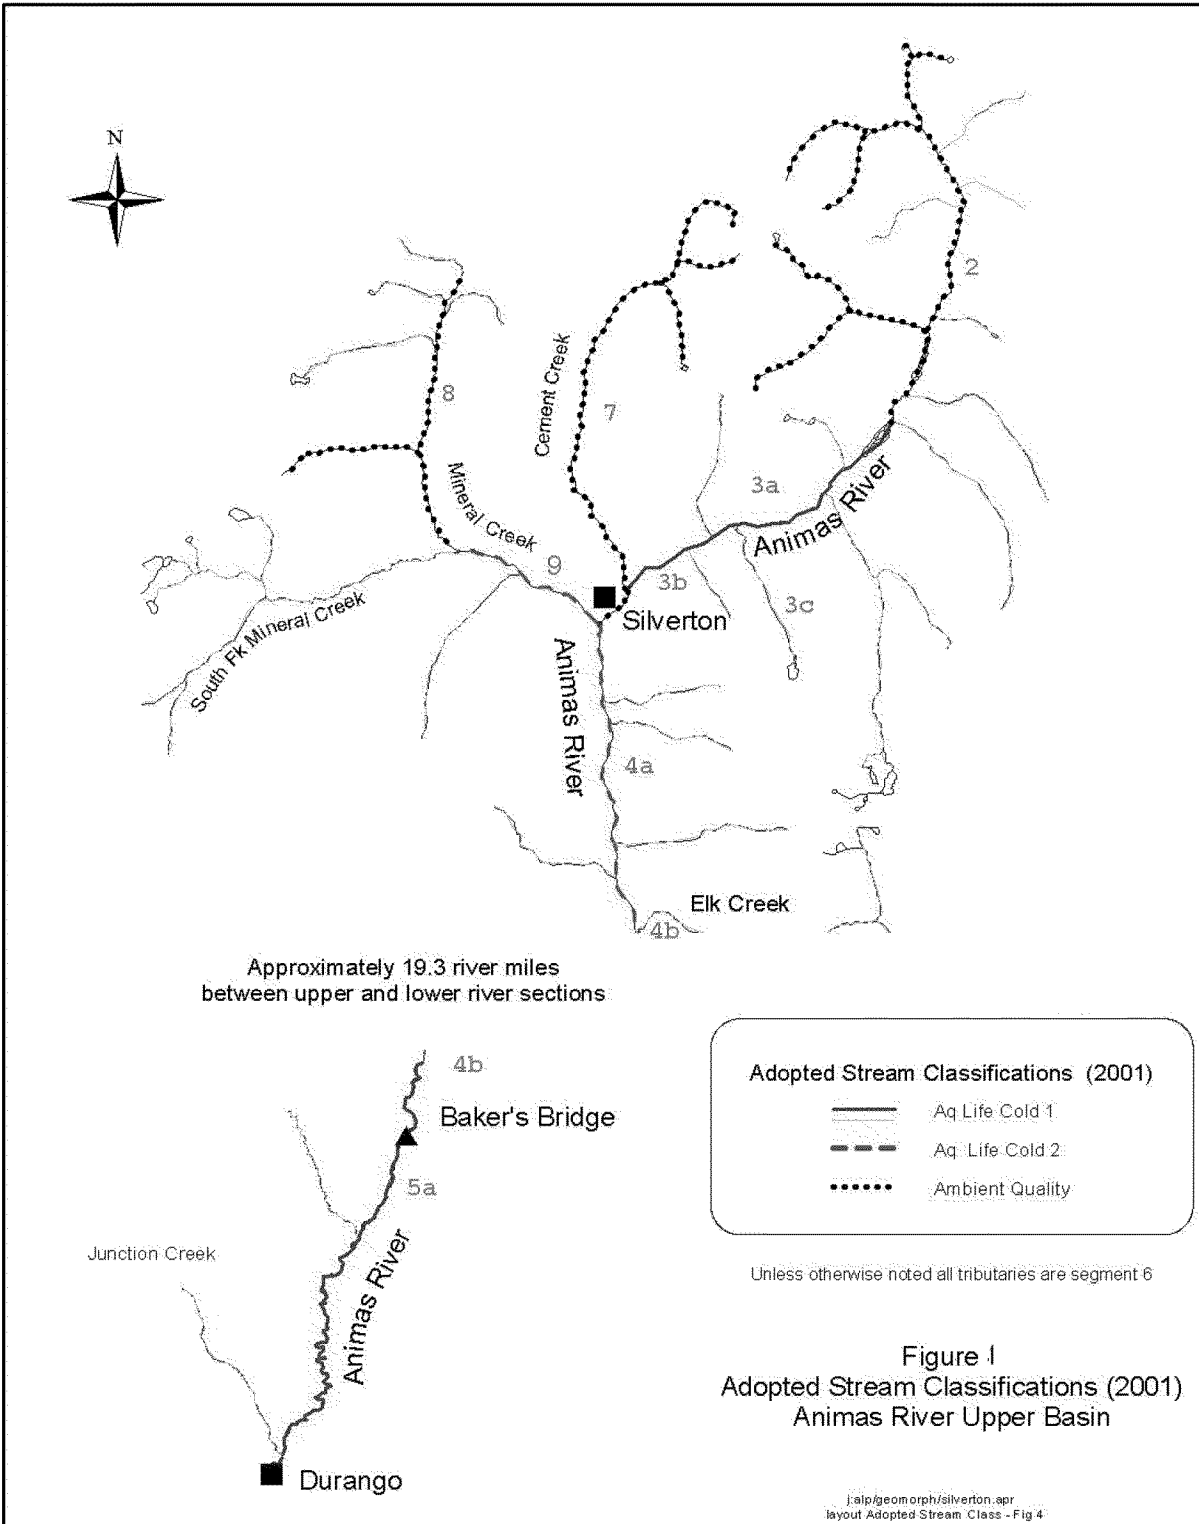 N
2
8
7
Cement Creek
Mineral Creek
3a
Animas River
9
3b
3c
South Fk Mineral Creek
Silverton
Animas River
4a
Elk Creek
4b
Approximately 19.3 river miles
between upper and lower river sections
4b
Baker's Bridge
5a
Junction Creek
Animas River
Durango
Adopted Stream Classifications (2001)
Aq Life Cold 1
Aq Life Cold 2
Ambient Quality
Unless otherwise noted all tributaries are segment 6
Figure 1
Adopted Stream Classifications (2001)
Animas River Upper Basin
j:alp/geomorph/silverton.apr
layout Adopted Stream Class - Fig 4